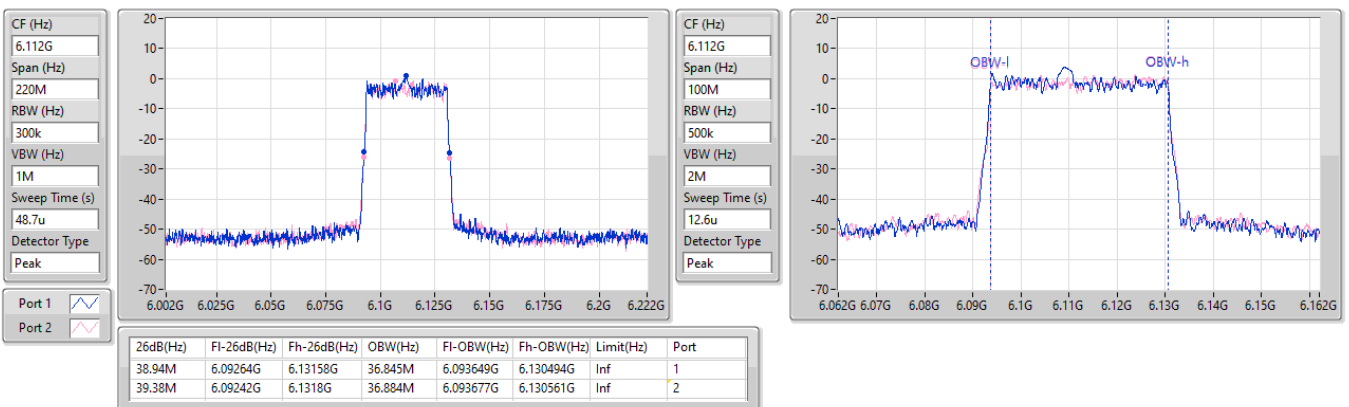 CF (Hz)
6.112G
Span (Hz)
220M
RBW (Hz)
300k
VBW (Hz)
1M
Sweep Time (s)
48.7u
Detector Type
Peak
Port 1
Port 2
20
10
0
-10
-20
-30
-40
-50
-60
-70
6.002G 6.025G 6.05G 6.075G 6.1G 6.125G 6.15G 6.175G 6.2G 6.222G
CF (Hz)
6.112G
Span (Hz)
100M
RBW (Hz)
500k
VBW (Hz)
2M
Sweep Time (s)
12.6u
Detector Type
Peak
20
10
0
-10
-20
-30
-40
-50
-60
-70
OBW-l OBW-h
6.062G 6.07G 6.08G 6.09G 6.1G 6.11G 6.12G 6.13G 6.14G 6.15G 6.162G
26dB(Hz) Fl-26dB(Hz) Fh-26dB(Hz) OBW(Hz) Fl-OBW(Hz) Fh-OBW(Hz) Limit(Hz) Port
38.94M 6.09264G 6.13158G 36.845M 6.093649G 6.130494G Inf 1
39.38M 6.09242G 6.1318G 36.884M 6.093677G 6.130561G Inf 2